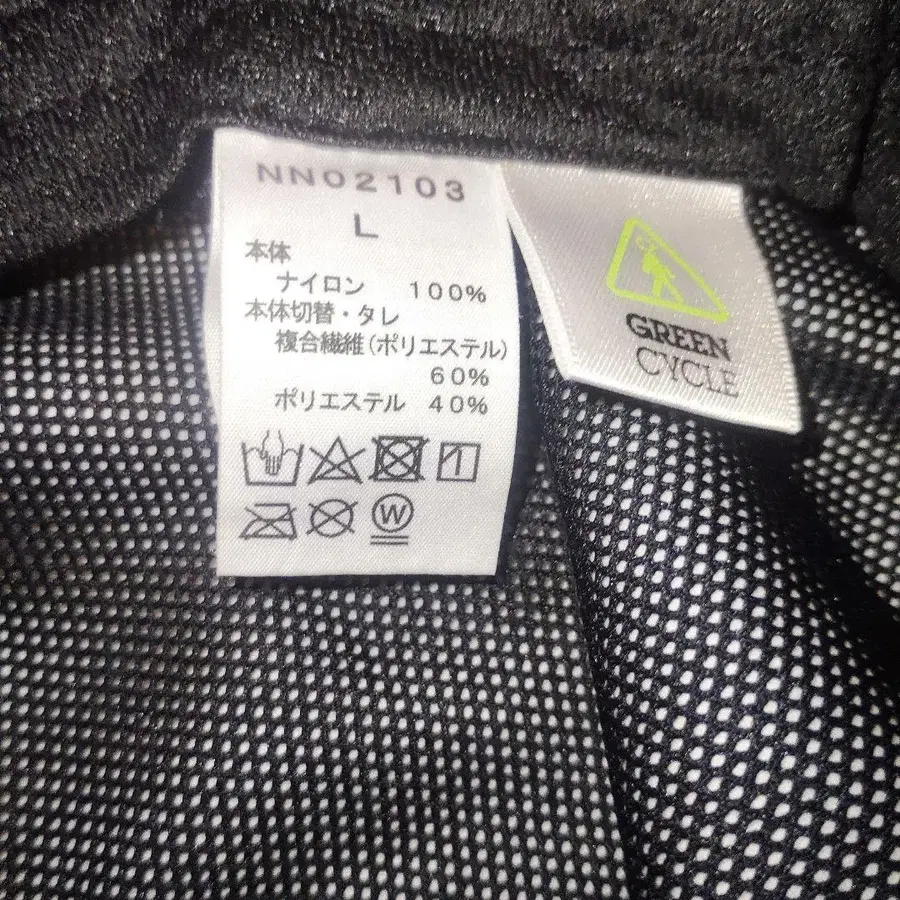 NN02103
L
本体
ナイロン 100%
本体切替・タレ
複合繊維(ポリエステル)
60%
ポリエステル 40%
W
GREEN
CYCLE